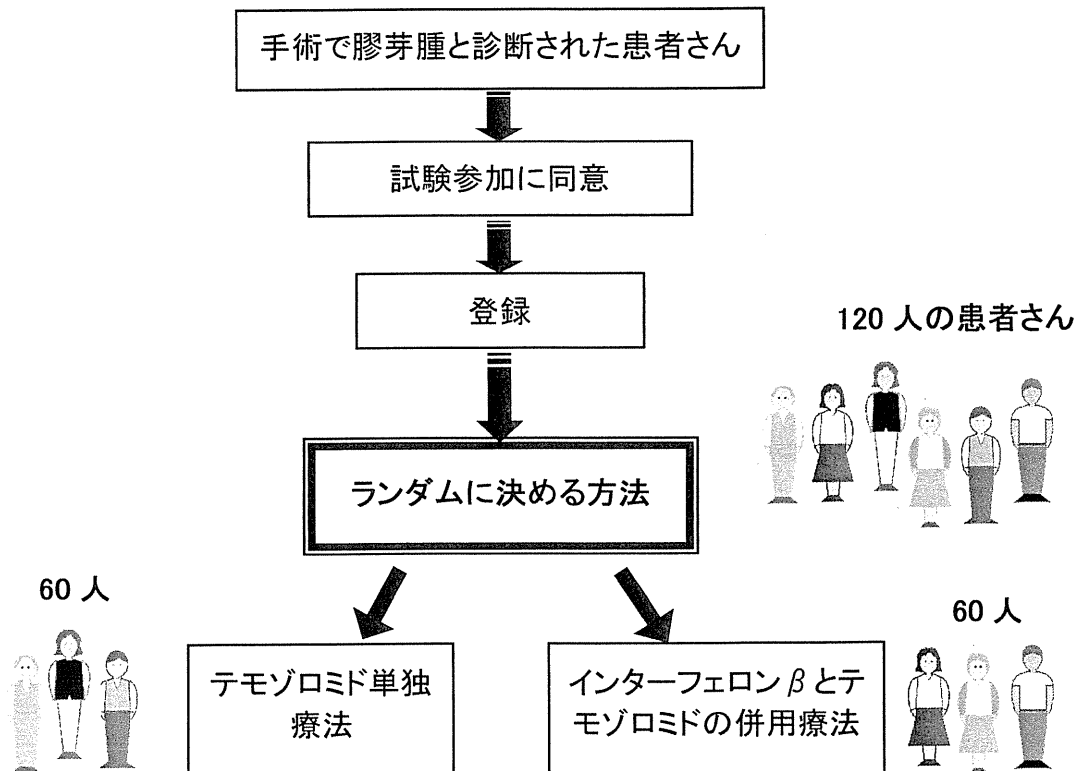 手術で膠芽腫と診断された患者さん
試験参加に同意
登録
120 人の患者さん
ランダムに決める方法
60 人
60 人
テモゾロミド単独
療法
インターフェロンβとテ
モゾロミドの併用療法